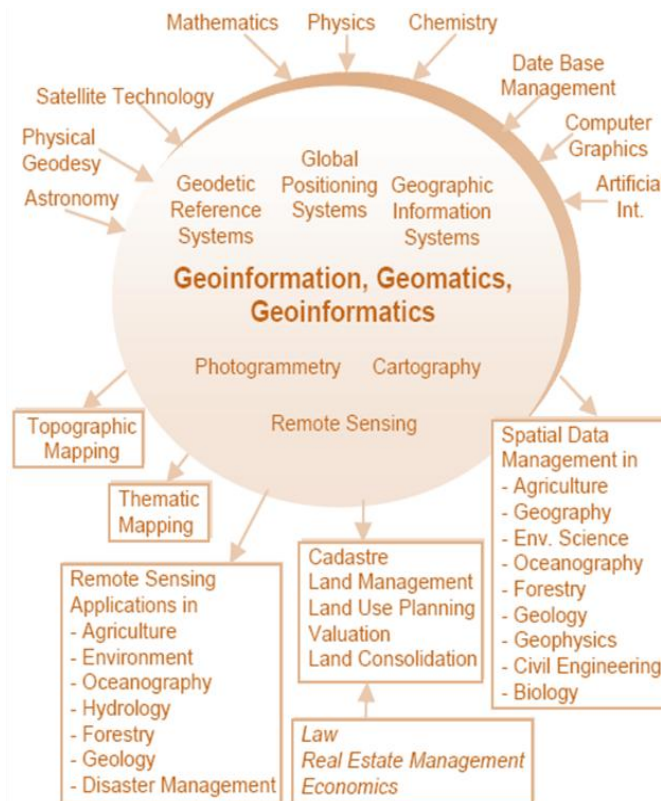 Mathematics
Physics
Chemistry
Satellite Technology
Date Base
Management
Physical
Geodesy
Computer
Graphics
Astronomy
Artificial
Int.
Geodetic
Reference
Systems
Global
Positioning
Systems
Geographic
Information
Systems
Geoinformation, Geomatics,
Geoinformatics
Photogrammetry
Cartography
Remote Sensing
Topographic
Mapping
Thematic
Mapping
Remote Sensing
Applications in
- Agriculture
- Environment
- Oceanography
- Hydrology
- Forestry
- Geology
- Disaster Management
Cadastre
Land Management
Land Use Planning
Valuation
Land Consolidation
Law
Real Estate Management
Economics
Spatial Data
Management in
- Agriculture
- Geography
- Env. Science
- Oceanography
- Forestry
- Geology
- Geophysics
- Civil Engineering
- Biology